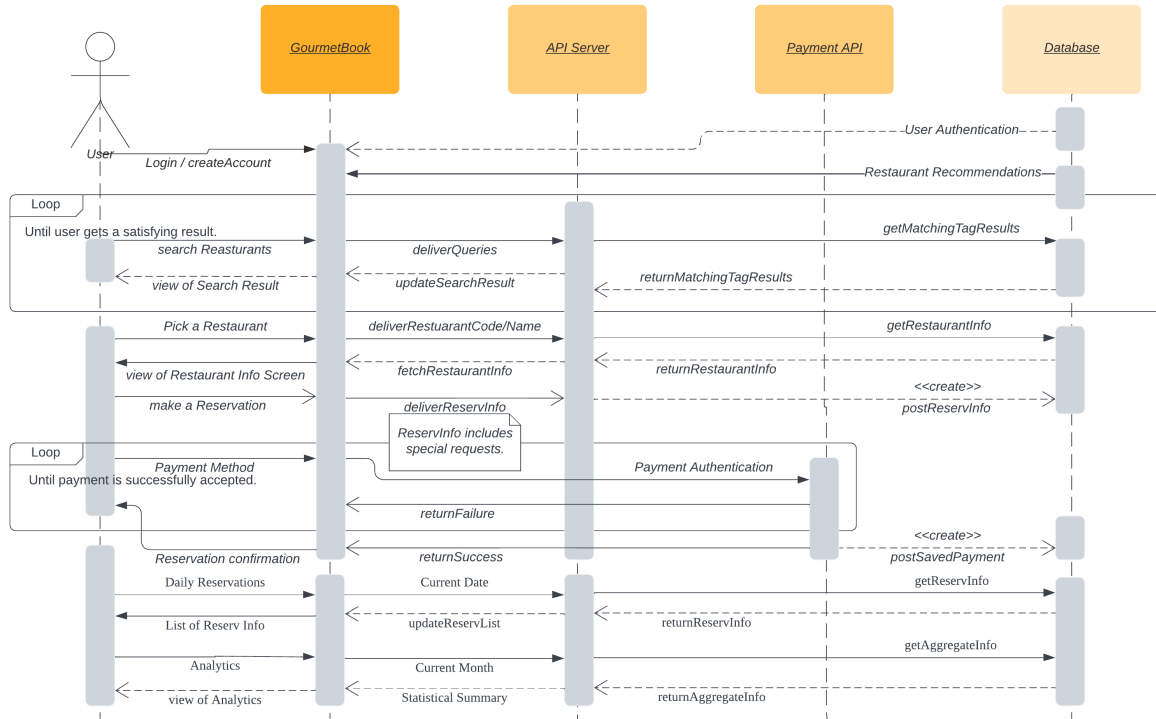 GourmetBook
API Server
Payment API
Database
User
User Authentication
Login / createAccount
Restaurant Recommendations
Loop
Until user gets a satisfying result.
search Reasturants
deliverQueries
getMatchingTagResults
view of Search Result
updateSearchResult
returnMatchingTagResults
Pick a Restaurant
deliverRestuarantCode/Name
getRestaurantInfo
view of Restaurant Info Screen
fetchRestaurantInfo
returnRestaurantInfo
<<create>>
make a Reservation
deliverReservInfo
postReservInfo
ReservInfo includes
special requests.
Loop
Payment Method
Payment Authentication
Until payment is successfully accepted.
returnFailure
<<create>>
Reservation confirmation
returnSuccess
postSavedPayment
Daily Reservations
Current Date
getReservInfo
List of Reserv Info
updateReservList
returnReservInfo
Analytics
Current Month
getAggregateInfo
view of Analytics
Statistical Summary
returnAggregateInfo